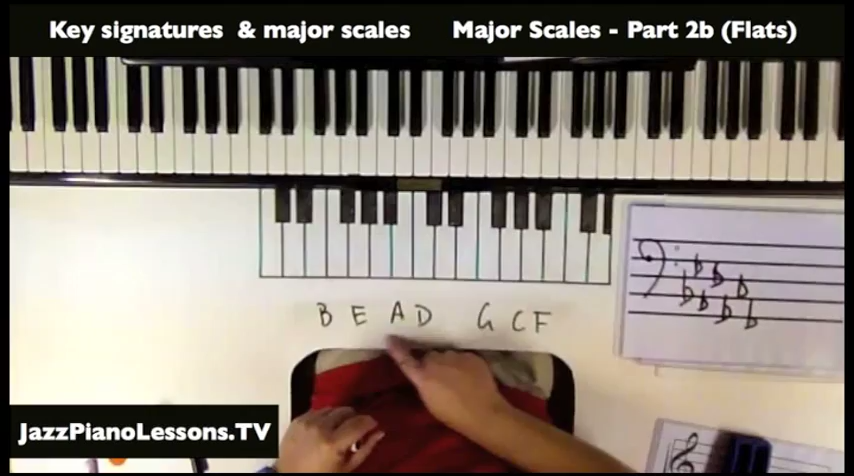 Key signatures & major scales Major Scales - Part 2b (Flats)
B E A D G C F
JazzPianoLessons.TV